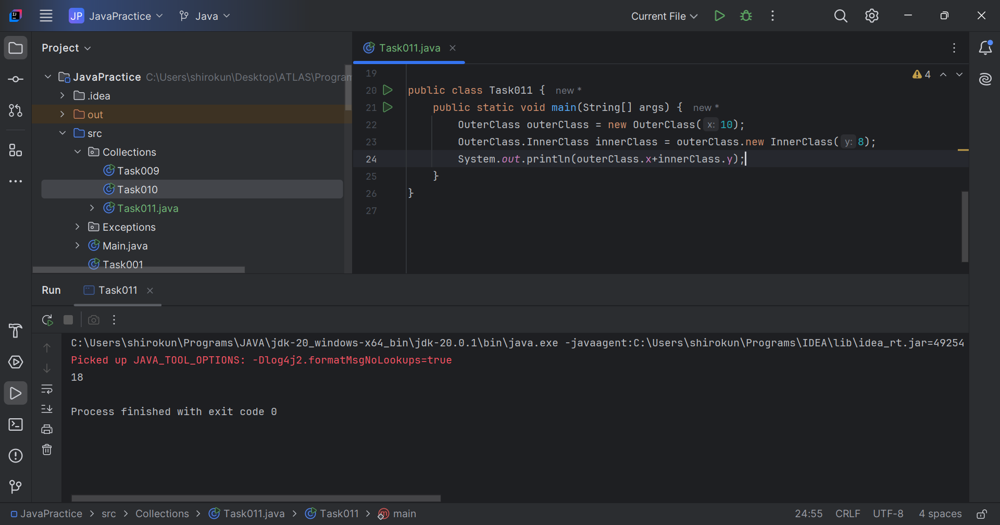 JP JavaPractice Java Current File
Project
Task011.java
JavaPractice C:\Users\shirokun\Desktop\ATLAS\Program
.idea
out
src
Collections
Task009
Task010
Task011.java
Exceptions
Main.java
Task001
4
19
20 public class Task011 { new *
21 public static void main(String[] args) { new *
22 OuterClass outerClass = new OuterClass( x: 10);
23 OuterClass.InnerClass innerClass = outerClass.new InnerClass( y: 8);
24 System.out.println(outerClass.x+innerClass.y);
25 }
26 }
27
Run Task011
C:\Users\shirokun\Programs\JAVA\jdk-20_windows-x64_bin\jdk-20.0.1\bin\java.exe -javaagent:C:\Users\shirokun\Programs\IDEA\lib\idea_rt.jar=49254
Picked up JAVA_TOOL_OPTIONS: -Dlog4j2.formatMsgNoLookups=true
18
Process finished with exit code 0
JavaPractice > src > Collections > Task011.java > Task011 > main 24:55 CRLF UTF-8 4 spaces